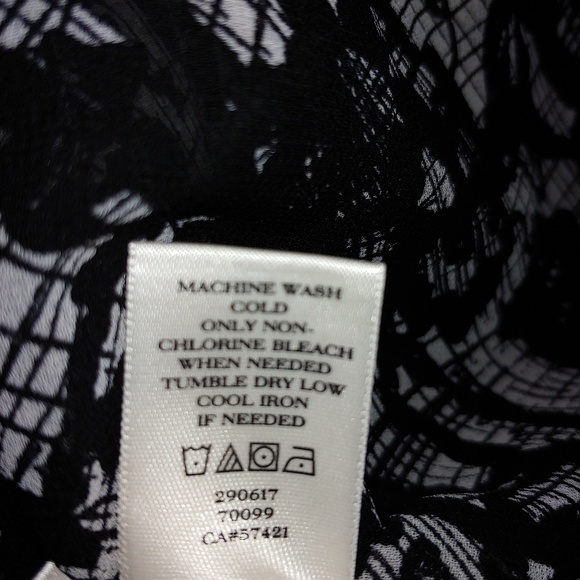 MACHINE WASH
COLD
ONLY NON-
CHLORINE BLEACH
WHEN NEEDED
TUMBLE DRY LOW
COOL IRON
IF NEEDED
290617
70099
CA#57421